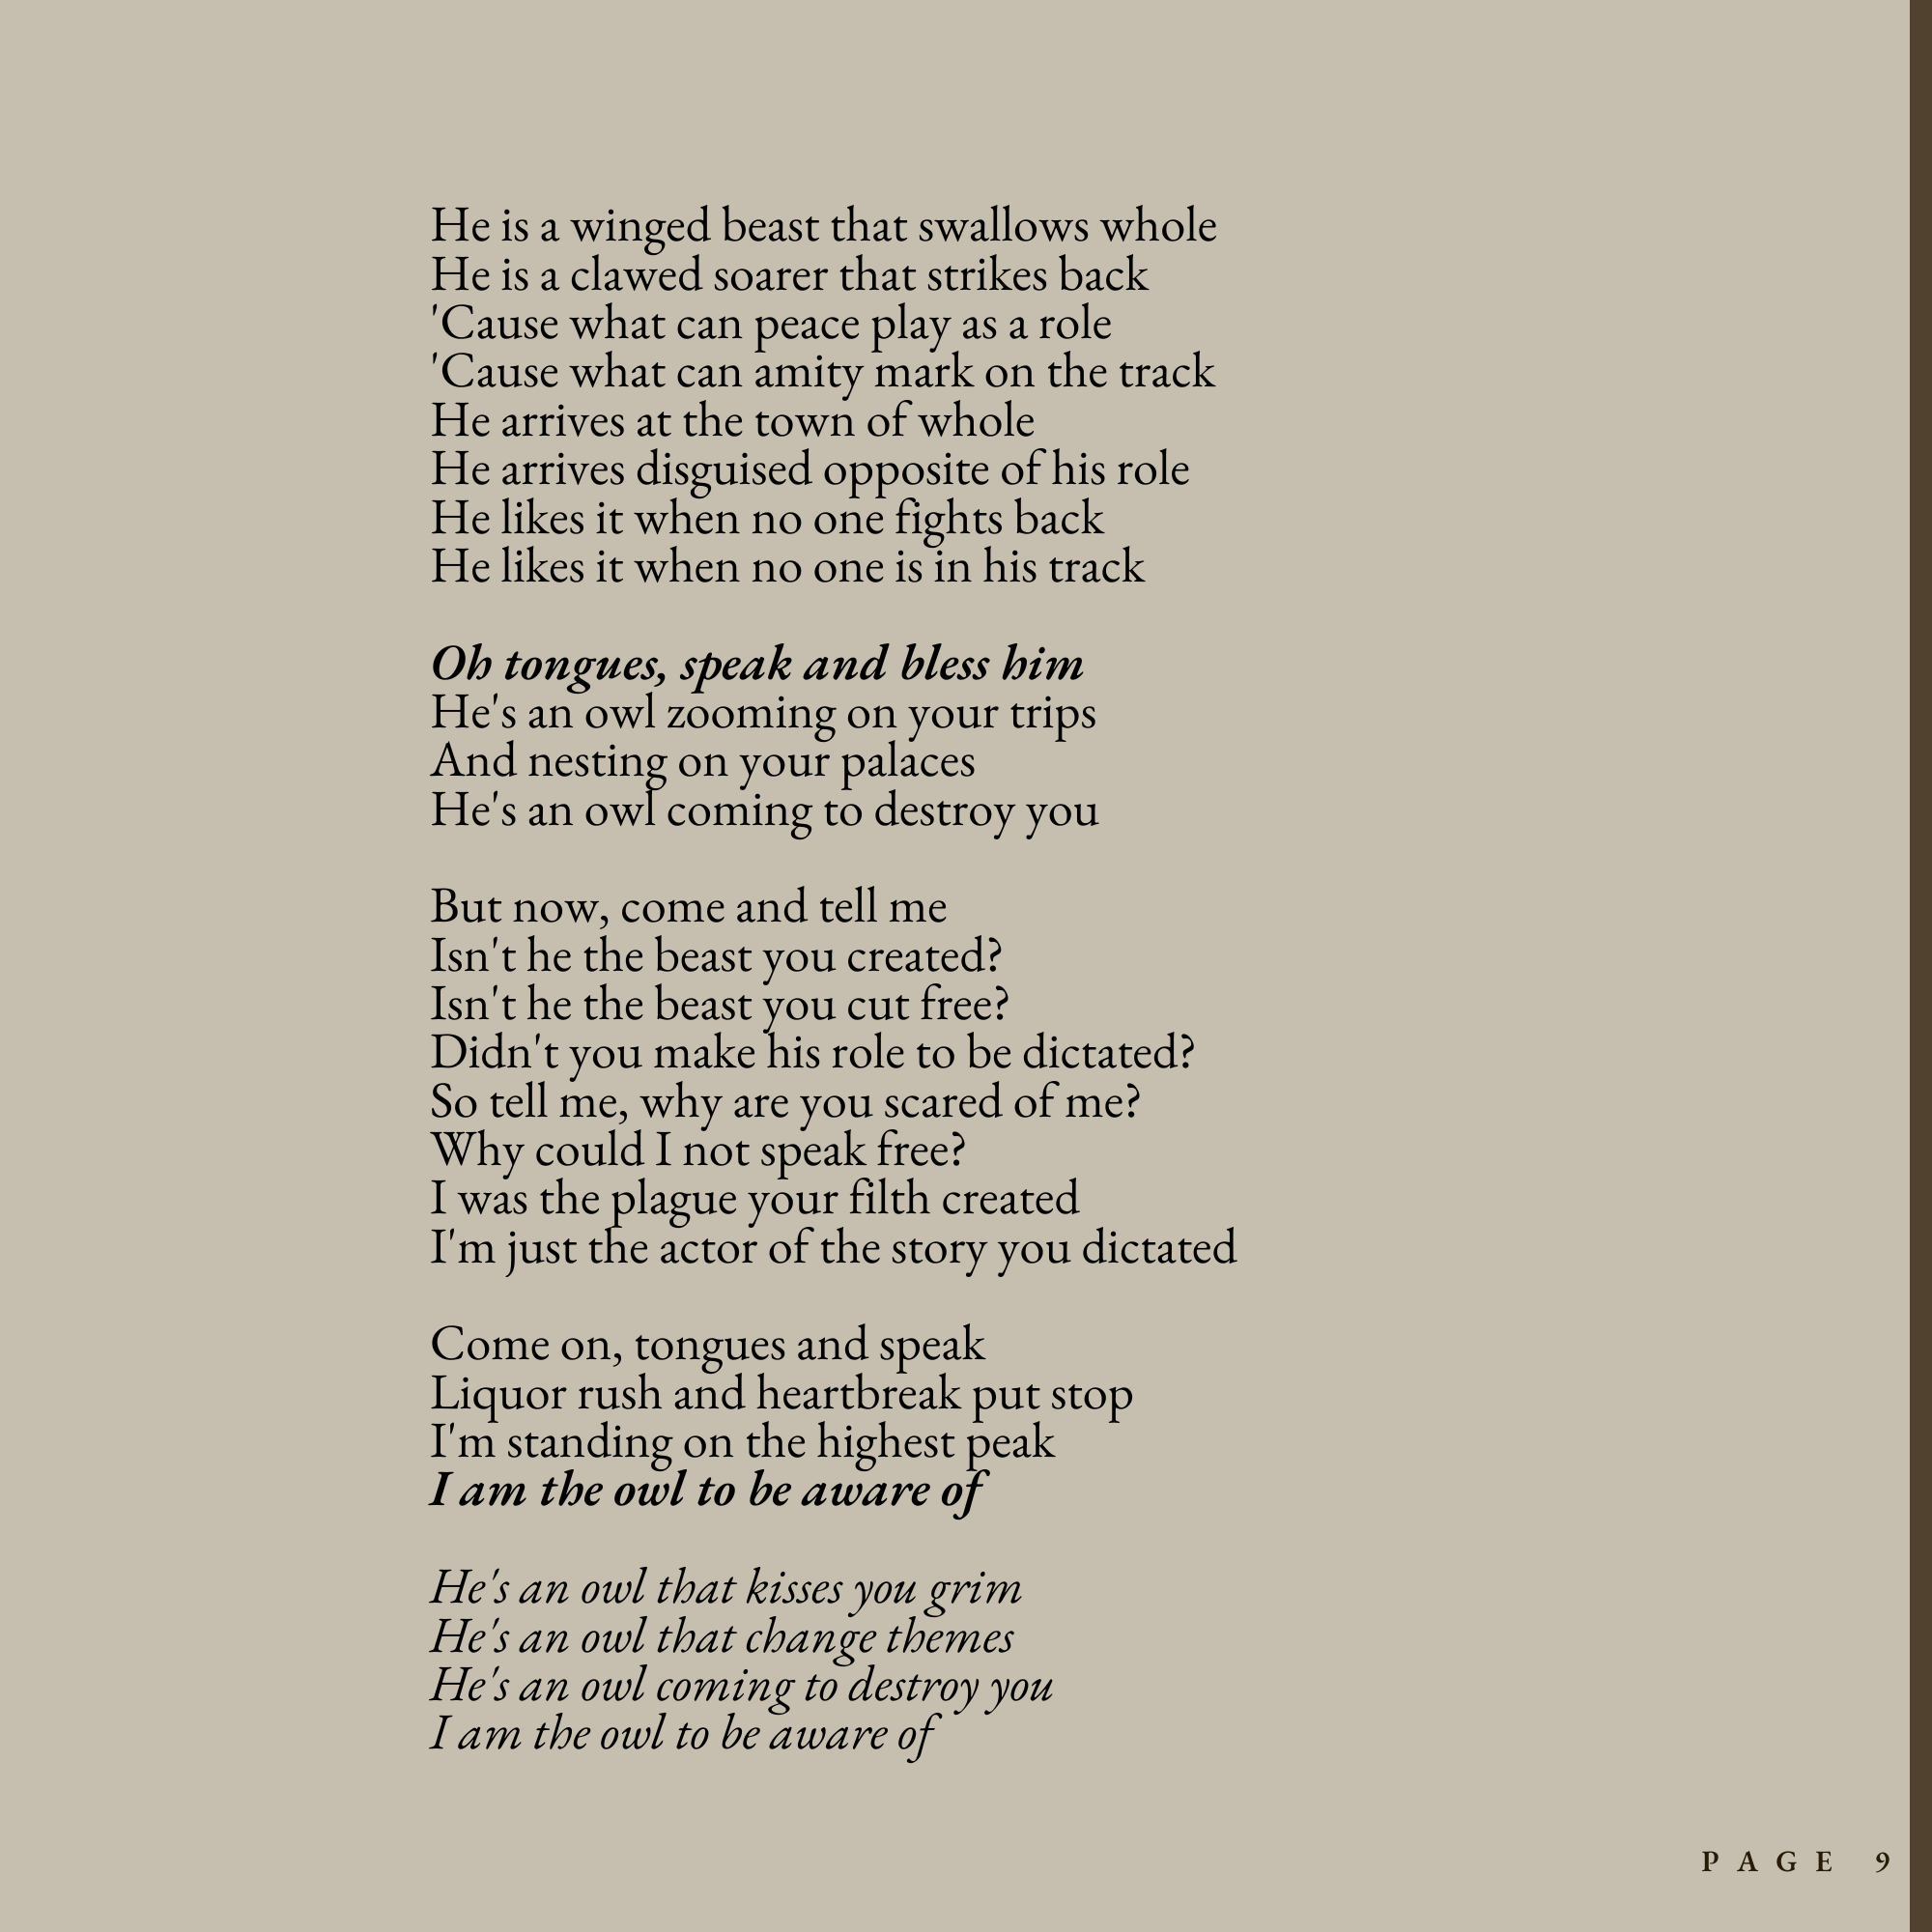 He is a winged beast that swallows whole
He is a clawed soarer that strikes back
'Cause what can peace play as a role
'Cause what can amity mark on the track
He arrives at the town of whole
He arrives disguised opposite of his role
He likes it when no one fights back
He likes it when no one is in his track
Oh tongues, speak and bless him
He's an owl zooming on your trips
And nesting on your palaces
He's an owl coming to destroy you
But now, come and tell me
Isn't he the beast you created?
Isn't he the beast you cut free?
Didn't you make his role to be dictated?
So tell me, why are you scared of me?
Why could I not speak free?
I was the plague your filth created
I'm just the actor of the story you dictated
Come on, tongues and speak
Liquor rush and heartbreak put stop
I'm standing on the highest peak
I am the owl to be aware of
He's an owl that kisses you grim
He's an owl that change themes
He's an owl coming to destroy you
I am the owl to be aware of
PAGE 9